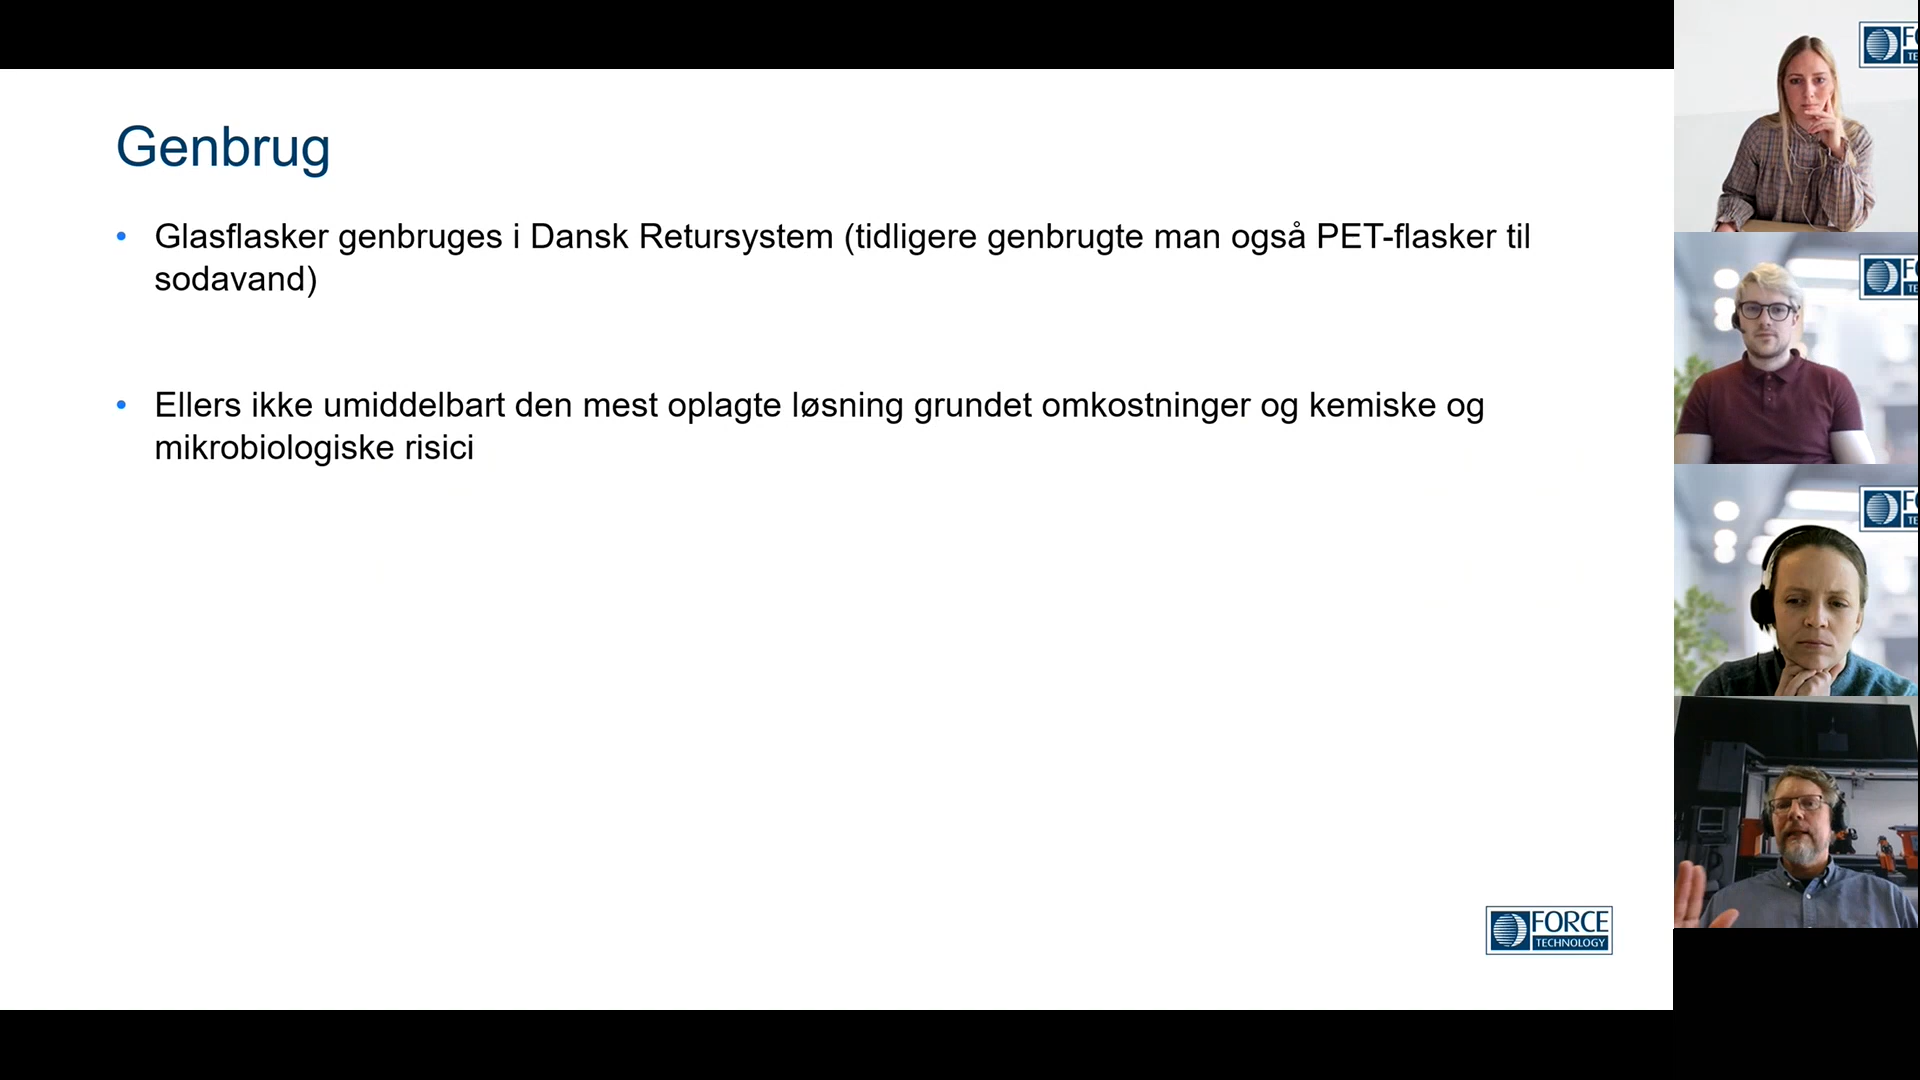 Genbrug
• Glasflasker genbruges i Dansk Retursystem (tidligere genbrugte man også PET-flasker til
sodavand)
• Ellers ikke umiddelbart den mest oplagte løsning grundet omkostninger og kemiske og
mikrobiologiske risici
FORCE
TECHNOLOGY